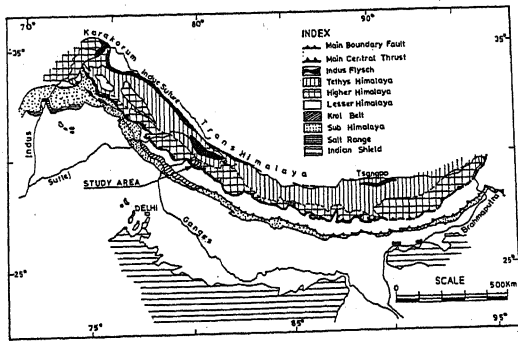 70°
85°
90°
35°
35°
Karakorum
Indus Suture
Trans Himalaya
INDEX
Main Boundary Fault
Main Central Thrust
Indus Flysch
Tethys Himalaya
Higher Himalaya
Lesser Himalaya
Krol Belt
Sub Himalaya
Salt Range
Indian Shield
Indus
Sutlej
STUDY AREA
Tsangpo
DELHI
Ganges
Brahmaputra
25°
25°
SCALE
0
500Km
75°
85°
95°